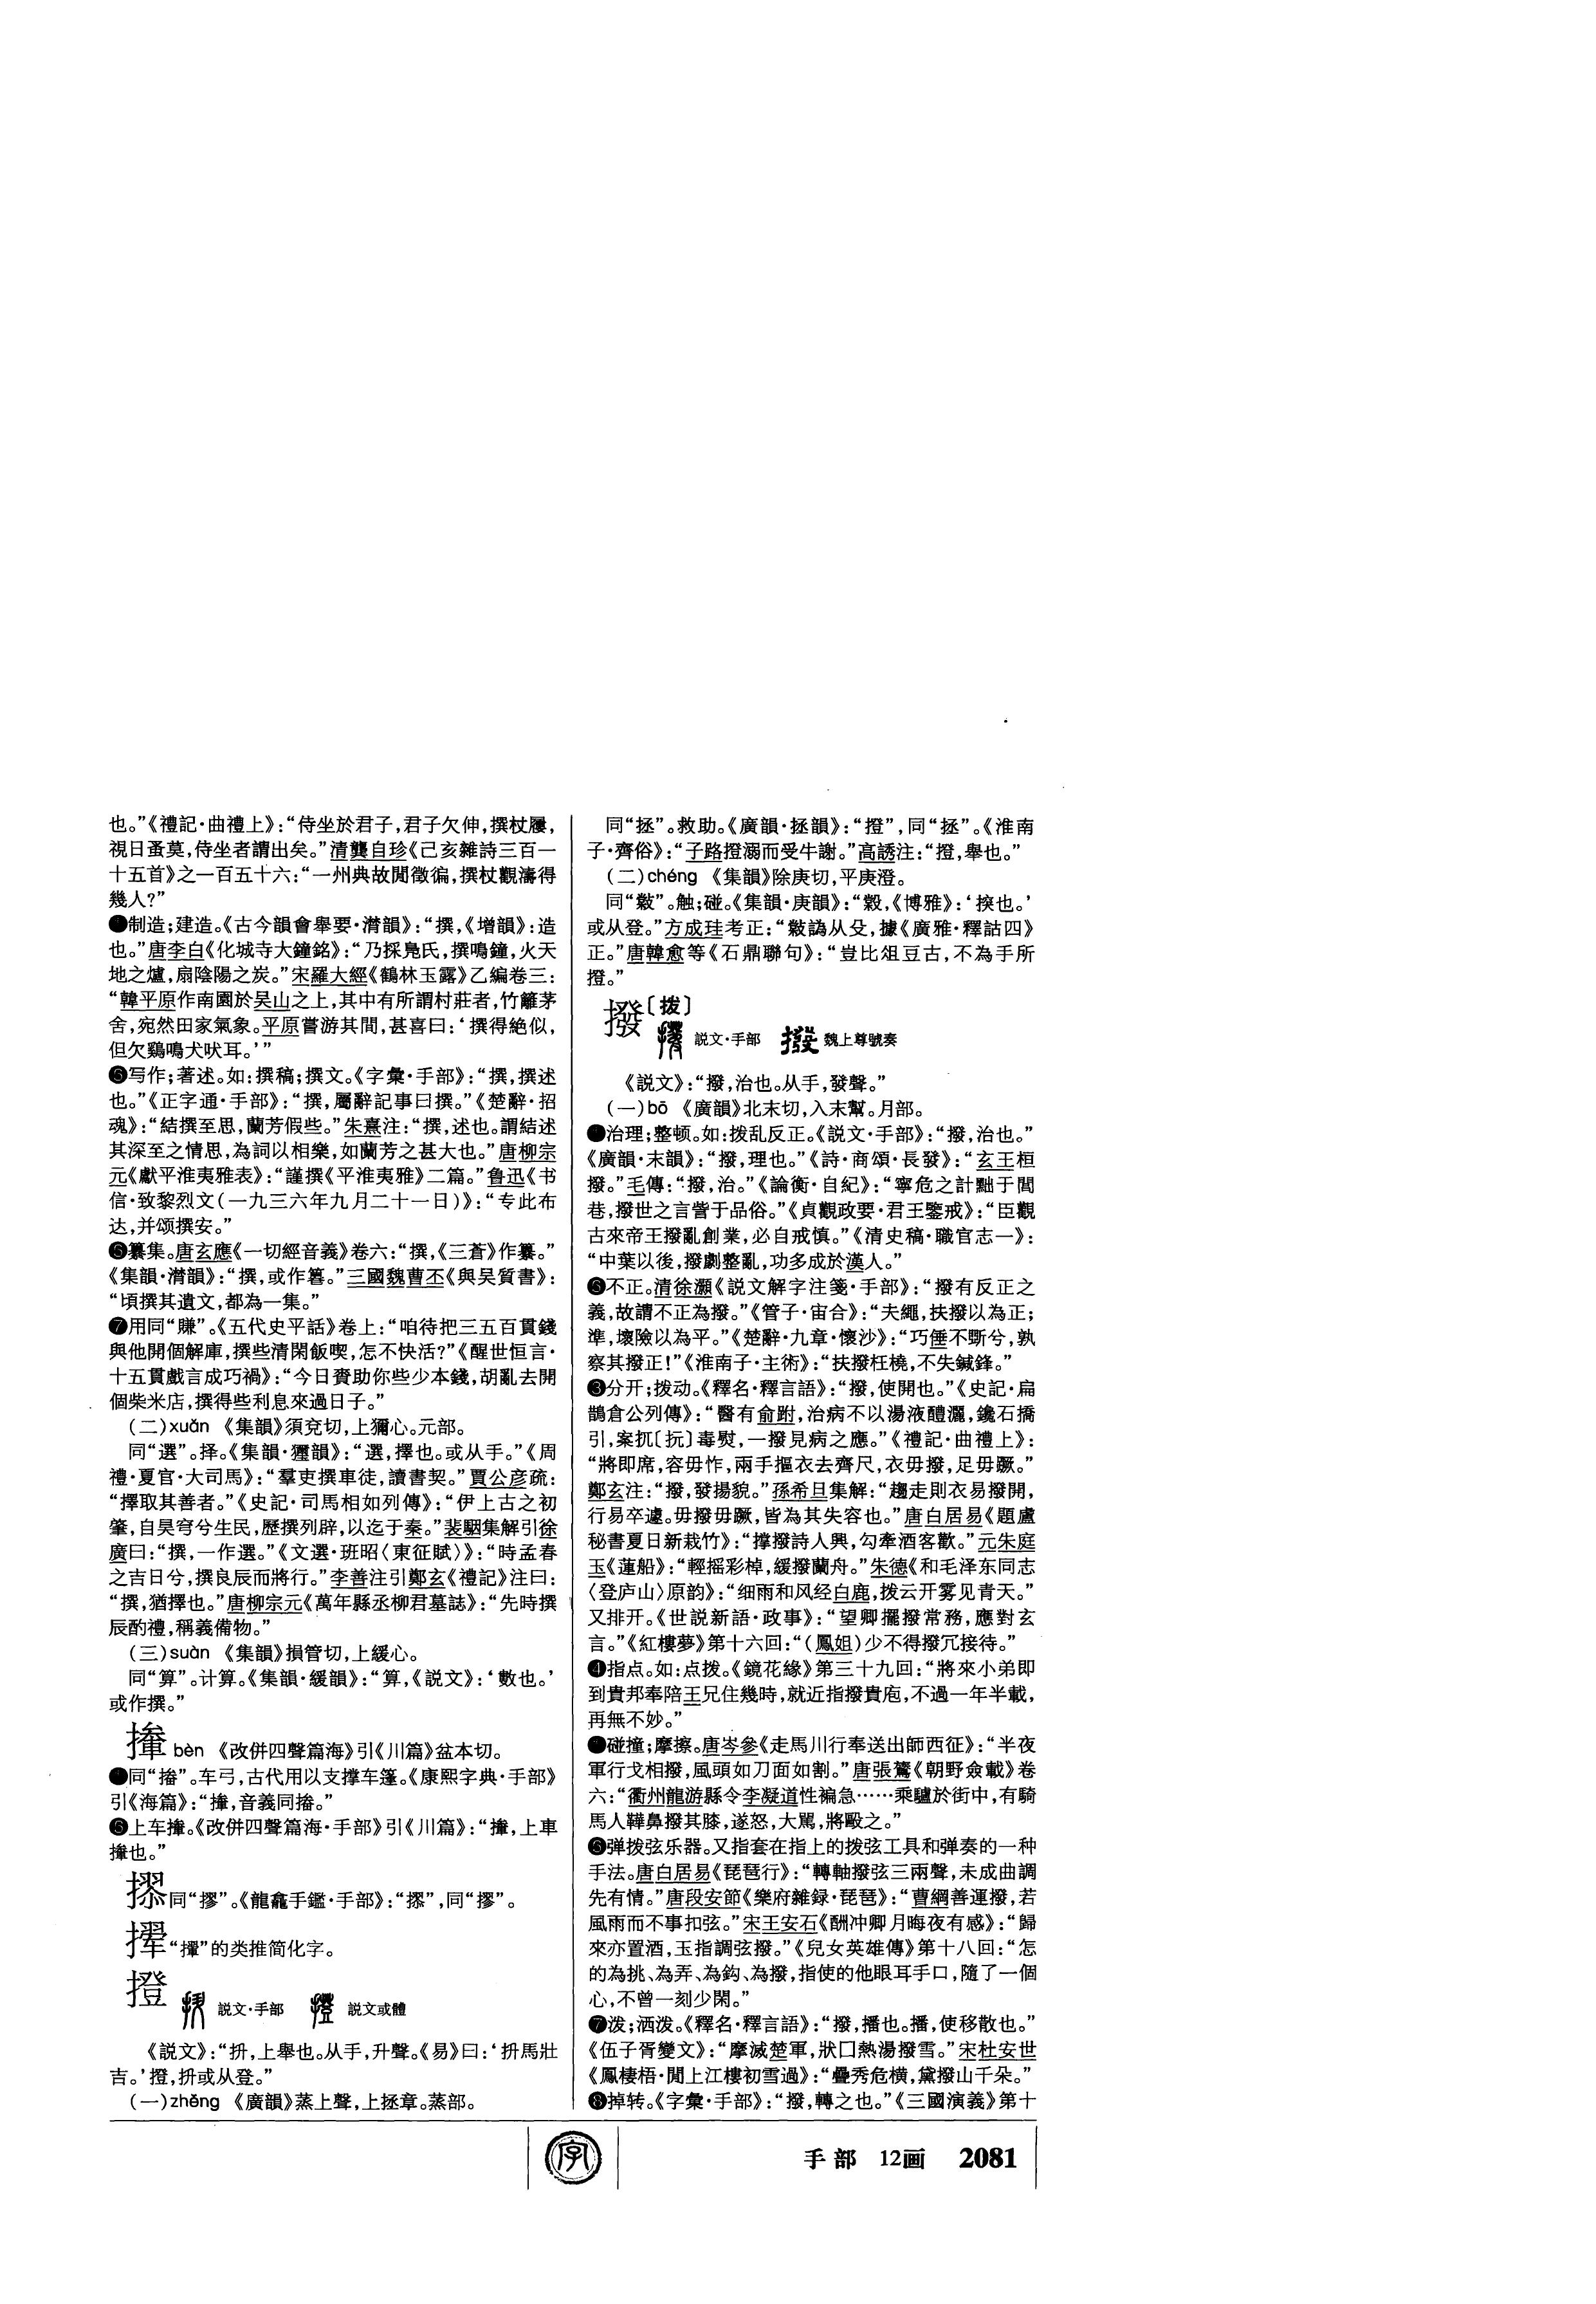 也。”《禮記·曲禮上》：“侍坐於君子，君子欠伸，撰杖屨，
視日蚤莫，侍坐者請出矣。”清龔自珍《己亥雜詩三百一
十五首》之一百五十六：“一州典故閒徵徧，撰杖觀濤得
幾人？”
制造；建造。《古今韻會舉要·潸韻》：“撰，《增韻》：造
也。”唐李白《化城寺大鐘銘》：“乃採鳧氏，撰鳴鐘，火天
地之爐，扇陰陽之炭。”宋羅大經《鶴林玉露》乙編卷三：
“韓平原作南園於吴山之上，其中有所謂村莊者，竹籬茅
舍，宛然田家氣象。平原嘗游其間，甚喜曰：‘撰得絶似，
但欠鷄鳴犬吠耳。’”
❺写作；著述。如：撰稿；撰文。《字彙·手部》：“撰，撰述
也。”《正字通·手部》：“撰，屬辭記事曰撰。”《楚辭·招
魂》：“結撰至思，蘭芳假些。”朱熹注：“撰，述也。謂結述
其深至之情思，為詞以相樂，如蘭芳之甚大也。”唐柳宗
元《獻平淮夷雅表》：“謹撰《平淮夷雅》二篇。”鲁迅《书
信·致黎烈文(一九三六年九月二十一日)》：“专此布
达，并颂撰安。”
❻纂集。唐玄應《一切經音義》卷六：“撰，《三蒼》作纂。”
《集韻·潸韻》：“撰，或作篹。”三國魏曹丕《與吴質書》：
“頃撰其遺文，都為一集。”
❼用同“賺”。《五代史平話》卷上：“咱待把三五百貫錢
與他開個解庫，撰些清閑飯喫，怎不快活？”《醒世恒言·
十五貫戲言成巧禍》：“今日賫助你些少本錢，胡亂去開
個柴米店，撰得些利息來過日子。”
(二)xuǎn 《集韻》須兗切，上獮心。元部。
同“選”。择。《集韻·玀韻》：“選，擇也。或从手。”《周
禮·夏官·大司馬》：“羣吏撰車徒，讀書契。”賈公彦疏：
“擇取其善者。”《史記·司馬相如列傳》：“伊上古之初
肇，自昊穹兮生民，歷撰列辟，以迄于秦。”裴駰集解引徐
廣曰：“撰，一作選。”《文選·班昭〈東征賦〉》：“時孟春
之吉日兮，撰良辰而將行。”李善注引鄭玄《禮記》注曰：
“撰，猶擇也。”唐柳宗元《萬年縣丞柳君墓誌》：“先時撰
辰酌禮，稱義備物。”
(三)suàn 《集韻》損管切，上緩心。
同“算”。计算。《集韻·緩韻》：“算，《説文》：‘數也。’
或作撰。”
bèn 《改併四聲篇海》引《川篇》盆本切。
同“㨧”。车弓，古代用以支撑车篷。《康熙字典·手部》
引《海篇》：“，音義同㨧。”
上车。《改併四聲篇海·手部》引《川篇》：“，上車
也。”
同“摎”。《龍龕手鑑·手部》：“，同“摎”。
“”的类推简化字。
撜 説文·手部 説文或體
《説文》：“抍，上舉也。从手，升聲。《易》曰：‘抍馬壯
吉。’撜，抍或从登。”
(一)zhěng 《廣韻》蒸上聲，上拯章。蒸部。
同“拯”。救助。《廣韻·拯韻》：“撜”，同“拯”。《淮南
子·齊俗》：“子路撜溺而受牛謝。”高誘注：“撜，舉也。”
(二)chéng 《集韻》除庚切，平庚澄。
同“㲂”。触；碰。《集韻·庚韻》：“，《博雅》：‘揬也。’
或从登。”方成珪考正：“譌从殳，據《廣雅·釋詁四》
正。”唐韓愈等《石鼎聯句》：“豈比俎豆古，不為手所
撜。”
撥〔拨〕
説文·手部 魏上尊號奏
《説文》：“撥，治也。从手，發聲。”
(一)bō 《廣韻》北末切，入末幫。月部。
❶治理；整顿。如：拨乱反正。《説文·手部》：“撥，治也。”
《廣韻·末韻》：“撥，理也。”《詩·商頌·長發》：“玄王桓
撥。”毛傳：“撥，治。”《論衡·自紀》：“寧危之計黜于閭
巷，撥世之言訾于品俗。”《貞觀政要·君王鑒戒》：“臣觀
古來帝王撥亂創業，必自戒慎。”《清史稿·職官志一》：
“中葉以後，撥劇整亂，功多成於漢人。”
不正。清徐灝《説文解字注箋·手部》：“撥有反正之
義，故謂不正為撥。”《管子·宙合》：“夫繩，扶撥以為正；
準，壞險以為平。”《楚辭·九章·懷沙》：“巧倕不斲兮，孰
察其撥正！”《淮南子·主術》：“扶撥枉橈，不失鍼鋒。”
❸分开；拨动。《釋名·釋言語》：“撥，使開也。”《史記·扁
鵲倉公列傳》：“醫有俞跗，治病不以湯液醴灑，鑱石撟
引，案扤〔抏〕毒熨，一撥見病之應。”《禮記·曲禮上》：
“將即席，容毋怍，兩手摳衣去齊尺，衣毋撥，足毋蹶。”
鄭玄注：“撥，發揚貌。”孫希旦集解：“趨走則衣易撥開，
行易卒遽。毋撥毋蹶，皆為其失容也。”唐白居易《題盧
秘書夏日新栽竹》：“撐撥詩人興，勾牽酒客歡。”元朱庭
玉《蓮船》：“輕摇彩棹，緩撥蘭舟。”朱德《和毛泽东同志
〈登庐山〉原韵》：“细雨和风经白鹿，拨云开雾见青天。”
又排开。《世説新語·政事》：“望卿擺撥常務，應對玄
言。”《紅樓夢》第十六回：“(鳳姐)少不得撥冗接待。”
❹指点。如：点拨。《鏡花緣》第三十九回：“將來小弟即
到貴邦奉陪王兄住幾時，就近指撥貴庖，不過一年半載，
再無不妙。”
碰撞；摩擦。唐岑參《走馬川行奉送出師西征》：“半夜
軍行戈相撥，風頭如刀面如割。”唐張鷟《朝野僉載》卷
六：“衢州龍游縣令李凝道性褊急……乘驢於街中，有騎
馬人鞾鼻撥其膝，遂怒，大駡，將毆之。”
❻弹拨弦乐器。又指套在指上的拨弦工具和弹奏的一种
手法。唐白居易《琵琶行》：“轉軸撥弦三兩聲，未成曲調
先有情。”唐段安節《樂府雜録·琵琶》：“曹綱善運撥，若
風雨而不事扣弦。”宋王安石《酬冲卿月晦夜有感》：“歸
來亦置酒，玉指調弦撥。”《兒女英雄傳》第十八回：“怎
的為挑、為弄、為鈎、為撥，指使的他眼耳手口，隨了一個
心，不曾一刻少閑。”
❼泼；洒泼。《釋名·釋言語》：“撥，播也。播，使移散也。”
《伍子胥變文》：“摩滅楚軍，狀囗熱湯撥雪。”宋杜安世
《鳳棲梧·閒上江樓初雪過》：“疊秀危横，黛撥山千朵。”
❽掉转。《字彙·手部》：“撥，轉之也。”《三國演義》第十
字
手部 12画 2081